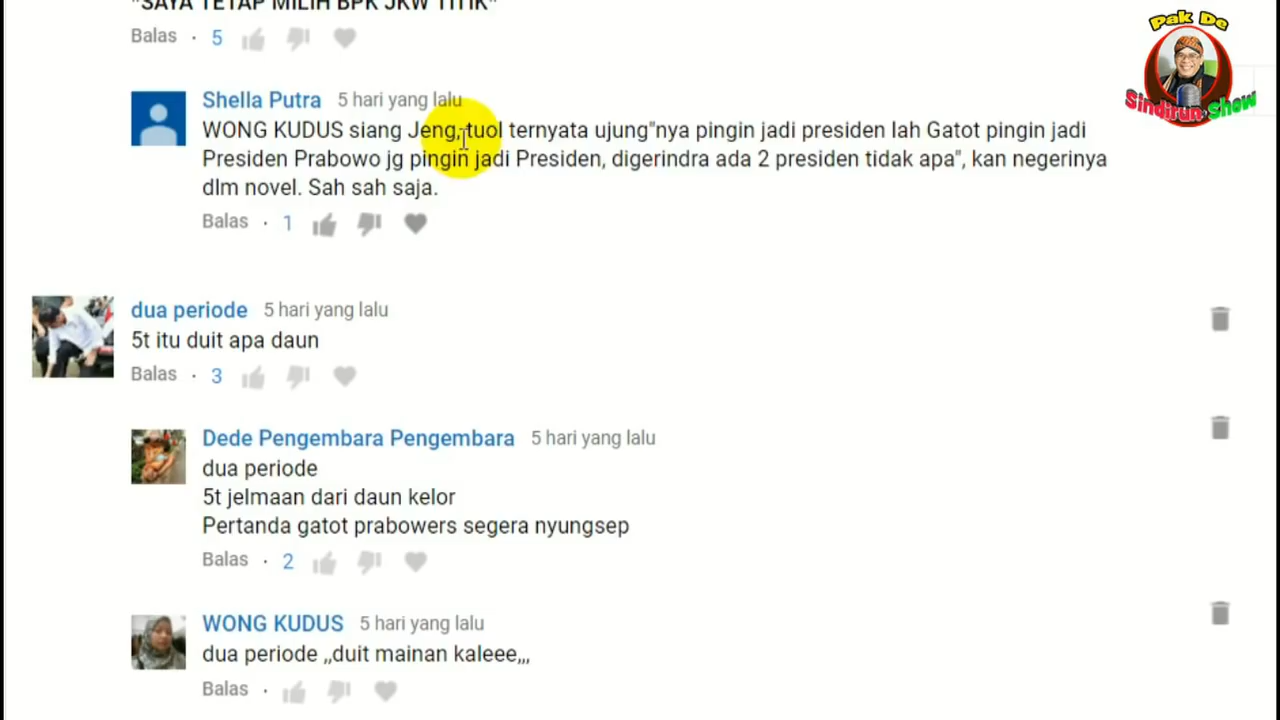 "SAYA TETAP MILIH BPK JKW TITIK"
Balas · 5
Shella Putra 5 hari yang lalu
WONG KUDUS siang Jeng,,tuol ternyata ujung"nya pingin jadi presiden lah Gatot pingin jadi
Presiden Prabowo jg pingin jadi Presiden, digerindra ada 2 presiden tidak apa", kan negerinya
dlm novel. Sah sah saja.
Balas · 1
dua periode 5 hari yang lalu
5t itu duit apa daun
Balas · 3
Dede Pengembara Pengembara 5 hari yang lalu
dua periode
5t jelmaan dari daun kelor
Pertanda gatot prabowers segera nyungsep
Balas · 2
WONG KUDUS 5 hari yang lalu
dua periode ,,duit mainan kaleee,,,
Balas ·
Pak De
Sindirun Show